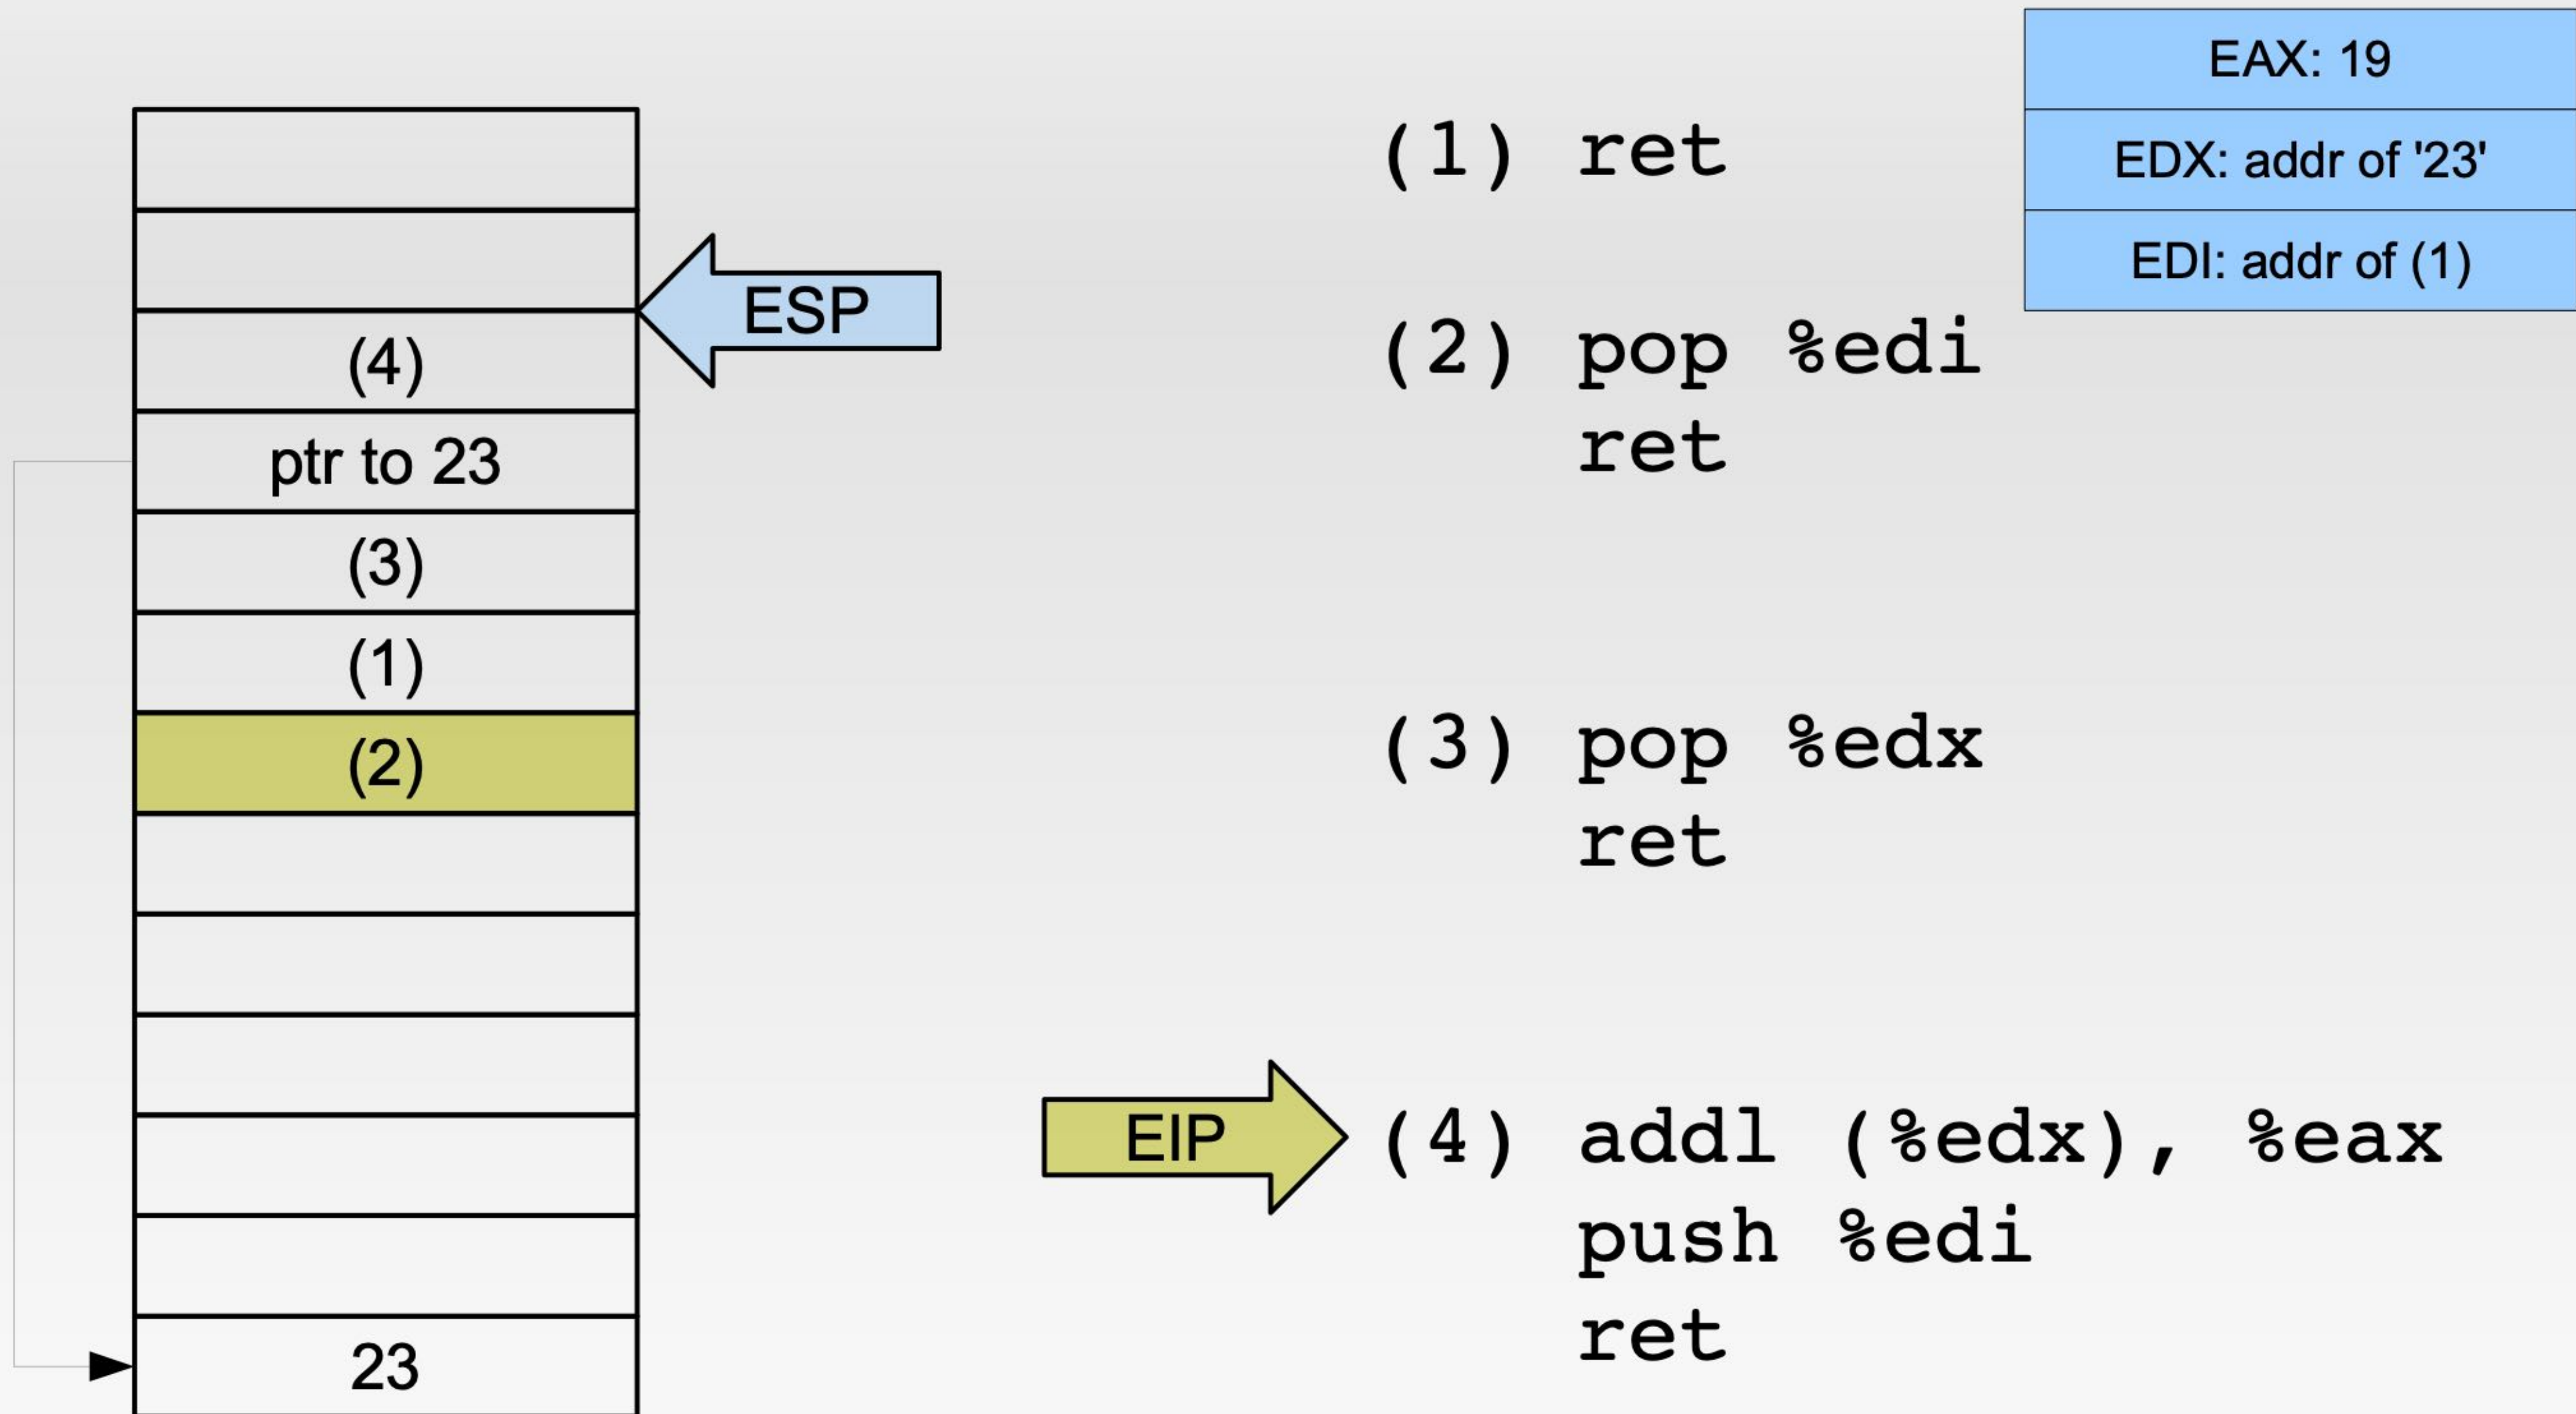 EAX: 19
EDX: addr of '23'
EDI: addr of (1)
(1) ret
ESP
(2) pop %edi
ret
(4)
ptr to 23
(3)
(1)
(2)
(3) pop %edx
ret
EIP
(4) addl (%edx), %eax
push %edi
ret
23